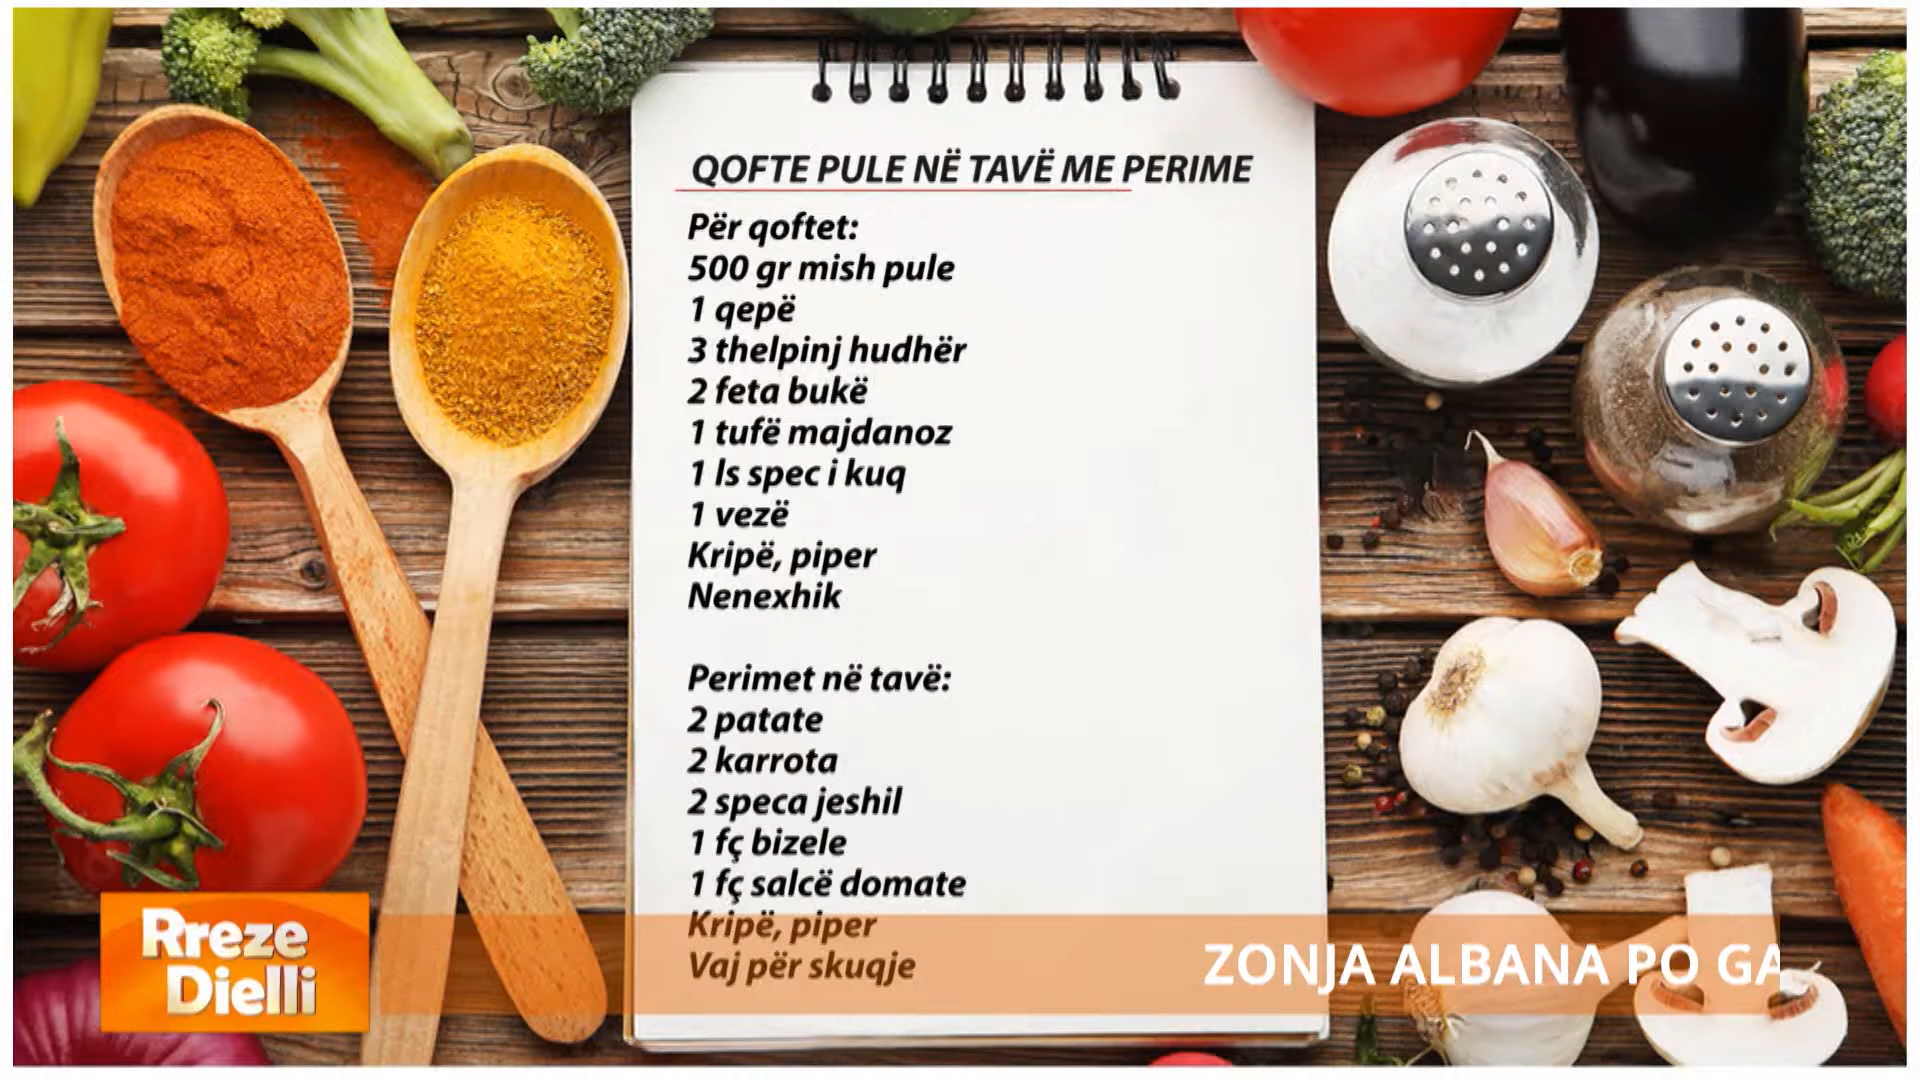 QOFTE PULE NË TAVË ME PERIME
Për qoftet:
500 gr mish pule
1 qepë
3 thelpinj hudhër
2 feta bukë
1 tufë majdanoz
1 ls spec i kuq
1 vezë
Kripë, piper
Nenexhik
Perimet në tavë:
2 patate
2 karrota
2 speca jeshil
1 fç bizele
1 fç salcë domate
Kripë, piper
Vaj për skuqje
Rreze
Dielli
ZONJA ALBANA PO GA